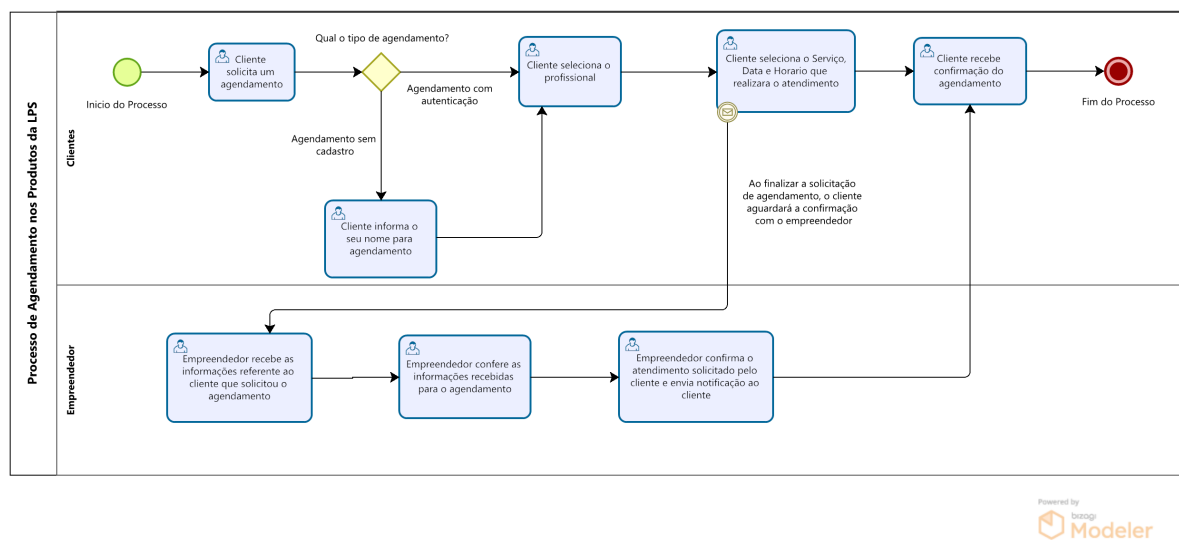 Processo de Agendamento nos Produtos da LPS
Clientes
Inicio do Processo
Cliente
solicita um
agendamento
Qual o tipo de agendamento?
Agendamento com
autenticação
Agendamento sem
cadastro
Cliente informa o
seu nome para
agendamento
Cliente seleciona o
profissional
Cliente seleciona o Serviço,
Data e Horario que
realizara o atendimento
Ao finalizar a solicitação
de agendamento, o cliente
aguardará a confirmação
com o empreendedor
Cliente recebe
confirmação do
agendamento
Fim do Processo
Empreendedor
Empreendedor recebe as
informações referente ao
cliente que solicitou o
agendamento
Empreendedor confere as
informações recebidas
para o agendamento
Empreendedor confirma o
atendimento solicitado pelo
cliente e envia notificação ao
cliente
Powered by
bizagi
Modeler